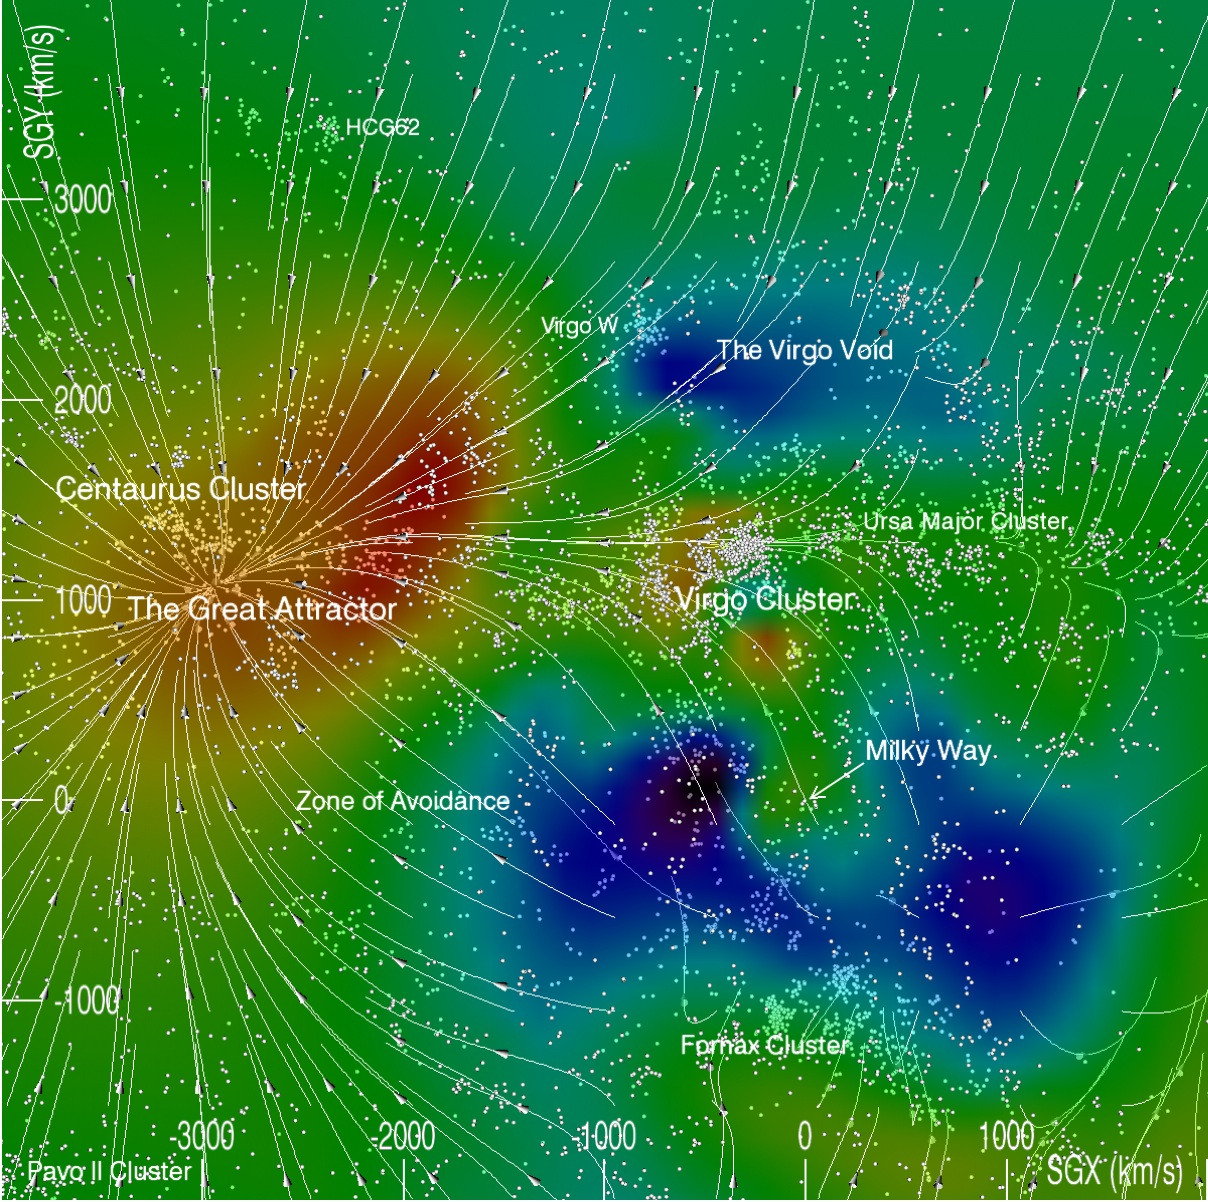 SGY (km/s)
HCG62
3000
Virgo W
The Virgo Void
2000
Centaurus Cluster
Ursa Major Cluster
1000
The Great Attractor
Virgo Cluster
Milky Way
0
Zone of Avoidance
-1000
Fornax Cluster
-3000
-2000
-1000
0
1000
Pavo II Cluster
SGX (km/s)